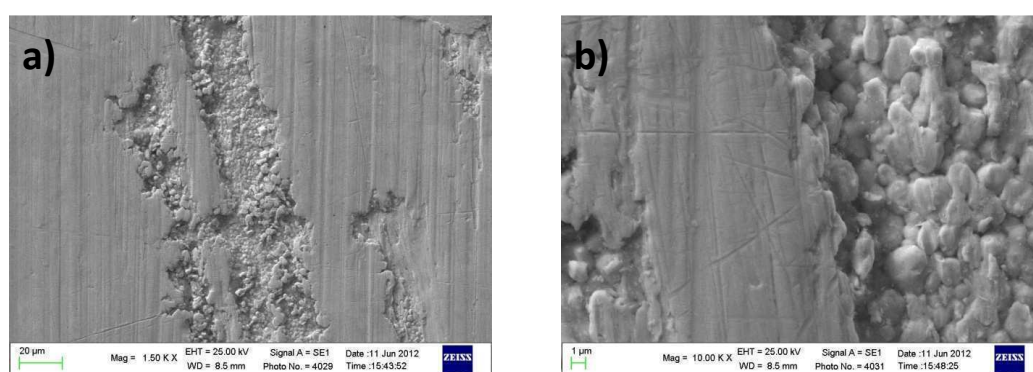 a)
20 µm
Mag = 1.50 K X
EHT = 25.00 kV
WD = 8.5 mm
Signal A = SE1
Photo No. = 4029
Date :11 Jun 2012
Time :15:43:52
ZEISS
b)
1 µm
Mag = 10.00 K X
EHT = 25.00 kV
WD = 8.5 mm
Signal A = SE1
Photo No. = 4031
Date :11 Jun 2012
Time :15:48:25
ZEISS